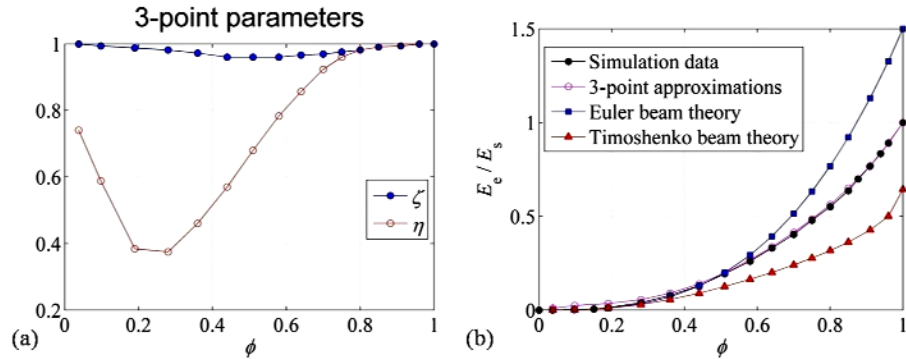 3-point parameters
1
0.8
0.6
0.4
0.2
0 0.2 0.4 0.6 0.8 1
ϕ
ζ
η
(a)
1.5
1
0.5
0
0 0.2 0.4 0.6 0.8 1
ϕ
E_e / E_s
Simulation data
3-point approximations
Euler beam theory
Timoshenko beam theory
(b)